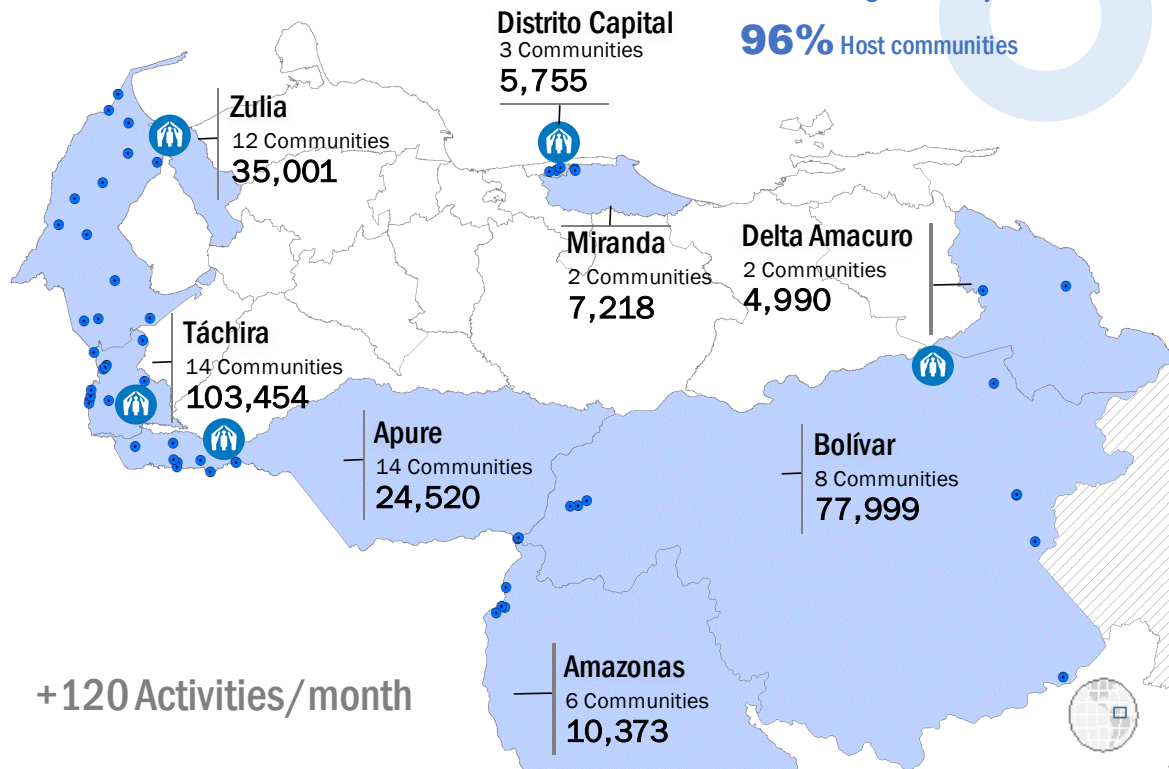 96% Host communities
Distrito Capital
3 Communities
5,755
Zulia
12 Communities
35,001
Miranda
2 Communities
7,218
Delta Amacuro
2 Communities
4,990
Táchira
14 Communities
103,454
Apure
14 Communities
24,520
Bolívar
8 Communities
77,999
Amazonas
6 Communities
10,373
+120 Activities/month